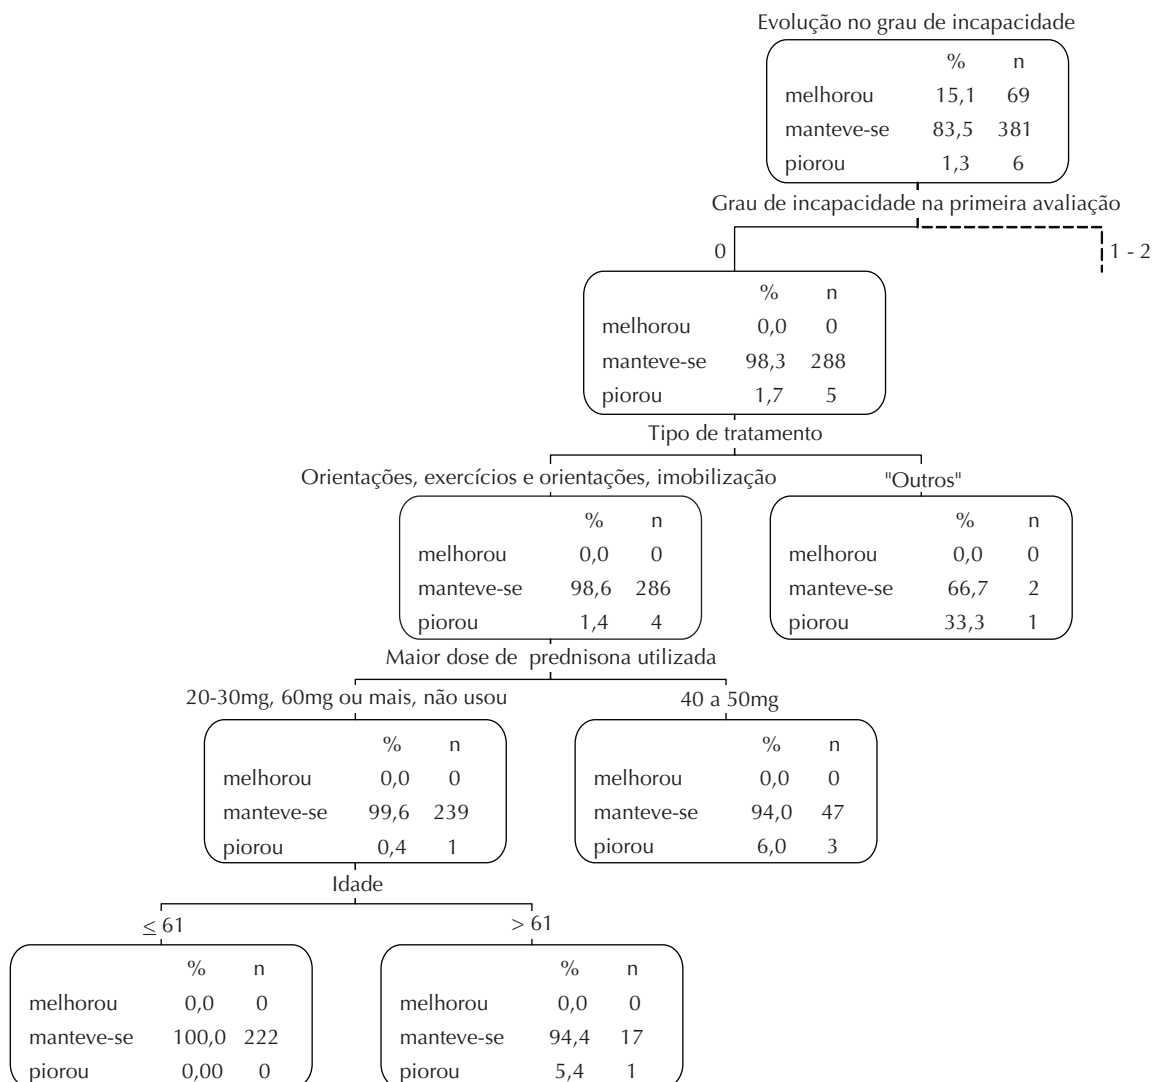 Evolução no grau de incapacidade
% n
melhorou 15,1 69
manteve-se 83,5 381
piorou 1,3 6
Grau de incapacidade na primeira avaliação
0 1 - 2
% n
melhorou 0,0 0
manteve-se 98,3 288
piorou 1,7 5
Tipo de tratamento
Orientações, exercícios e orientações, imobilização "Outros"
% n % n
melhorou 0,0 0 melhorou 0,0 0
manteve-se 98,6 286 manteve-se 66,7 2
piorou 1,4 4 piorou 33,3 1
Maior dose de prednisona utilizada
20-30mg, 60mg ou mais, não usou 40 a 50mg
% n % n
melhorou 0,0 0 melhorou 0,0 0
manteve-se 99,6 239 manteve-se 94,0 47
piorou 0,4 1 piorou 6,0 3
Idade
≤ 61 > 61
% n % n
melhorou 0,0 0 melhorou 0,0 0
manteve-se 100,0 222 manteve-se 94,4 17
piorou 0,00 0 piorou 5,4 1